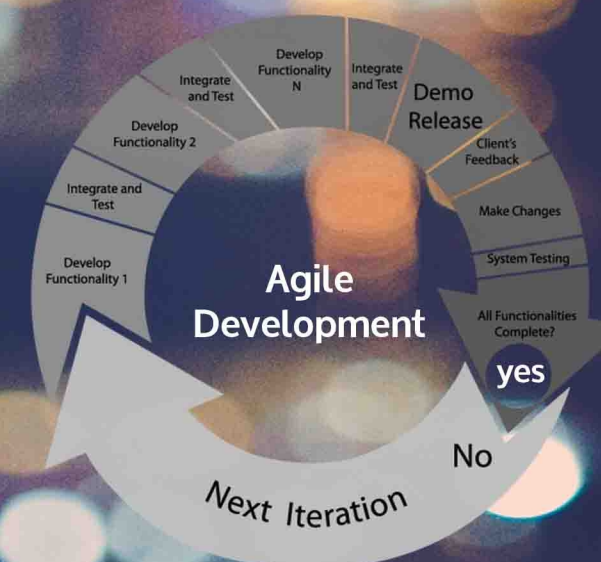 Agile
Development
Develop
Functionality 1
Integrate and
Test
Develop
Functionality 2
Integrate
and Test
Develop
Functionality
N
Integrate
and Test
Demo
Release
Client's
Feedback
Make Changes
System Testing
All Functionalities
Complete?
yes
No
Next Iteration